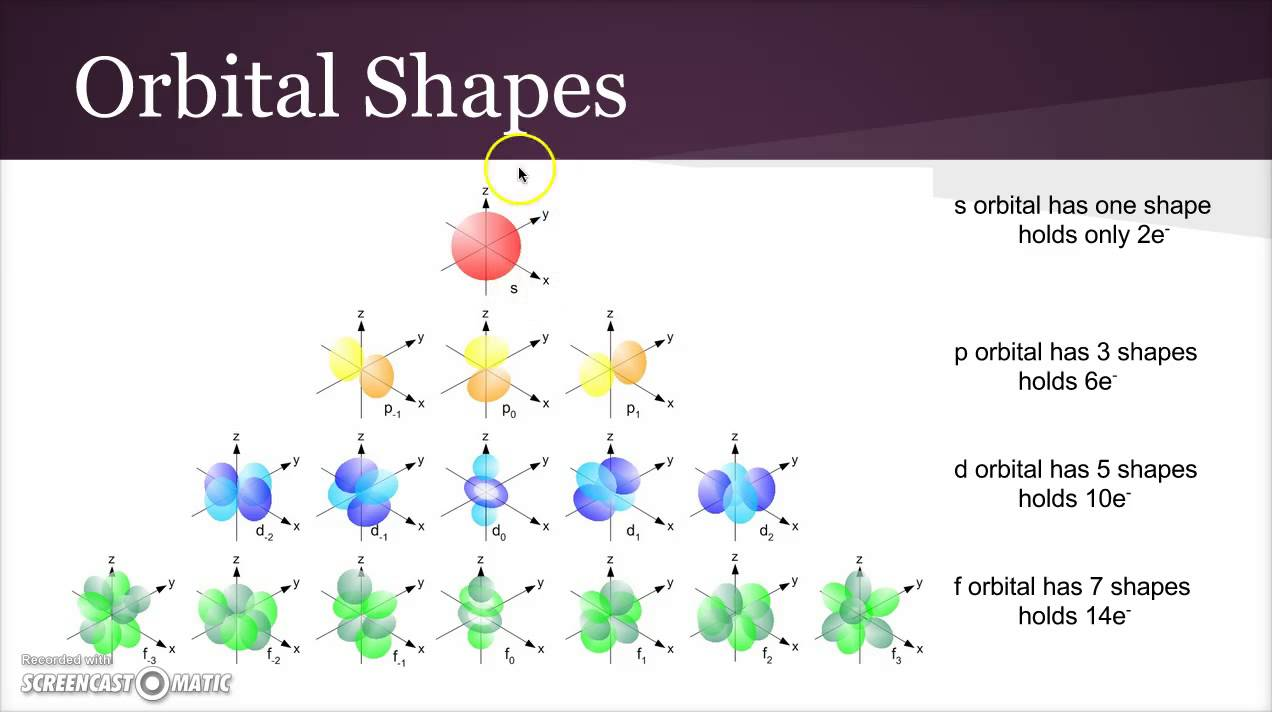 Orbital Shapes
z
y
x
s
s orbital has one shape
holds only 2e⁻
z y x p₋₁ z y x p₀ z y x p₁
p orbital has 3 shapes
holds 6e⁻
z y x d₋₂ z y x d₋₁ z y x d₀ z y x d₁ z y x d₂
d orbital has 5 shapes
holds 10e⁻
z y x f₋₃ z y x f₋₂ z y x f₋₁ z y x f₀ z y x f₁ z y x f₂ z y x f₃
f orbital has 7 shapes
holds 14e⁻
Recorded with
SCREENCAST-O-MATIC